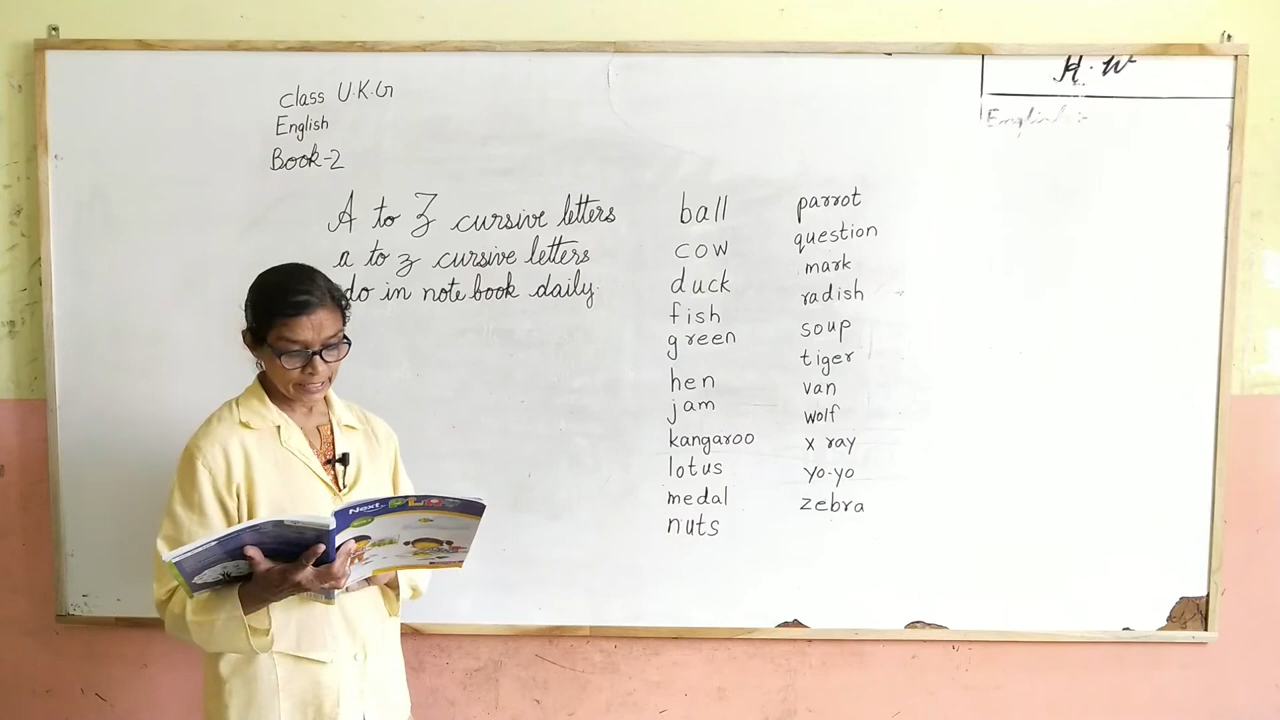 Class U.K.G
English
Book-2
A to Z cursive letters
a to z cursive letters
do in note book daily.
ball
cow
duck
fish
green
hen
jam
kangaroo
lotus
medal
nuts
parrot
question
mark
radish
soup
tiger
van
wolf
x ray
yo-yo
zebra
H.W
English :-
Next PLAY